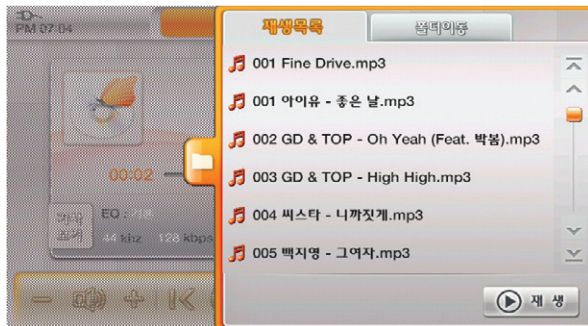 PM 07:04
재생목록
폴더이동
001 Fine Drive.mp3
001 아이유 - 좋은 날.mp3
002 GD & TOP - Oh Yeah (Feat. 박봄).mp3
003 GD & TOP - High High.mp3
004 씨스타 - 니까짓게.mp3
005 백지영 - 그여자.mp3
00:02
EQ : 기본
44 khz 128 kbps
재 생